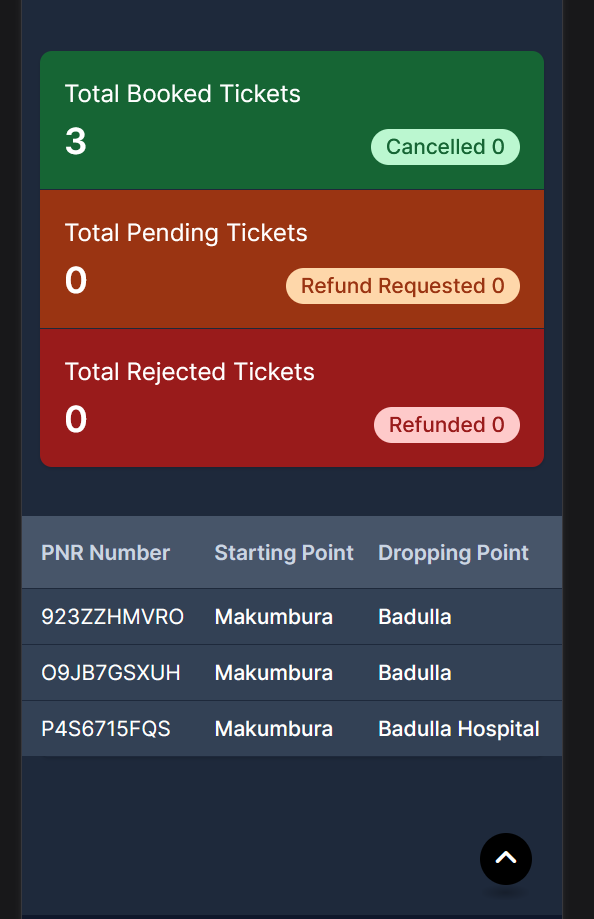 Total Booked Tickets
3
Cancelled 0
Total Pending Tickets
0
Refund Requested 0
Total Rejected Tickets
0
Refunded 0
PNR Number Starting Point Dropping Point
923ZZHMVRO Makumbura Badulla
O9JB7GSXUH Makumbura Badulla
P4S6715FQS Makumbura Badulla Hospital